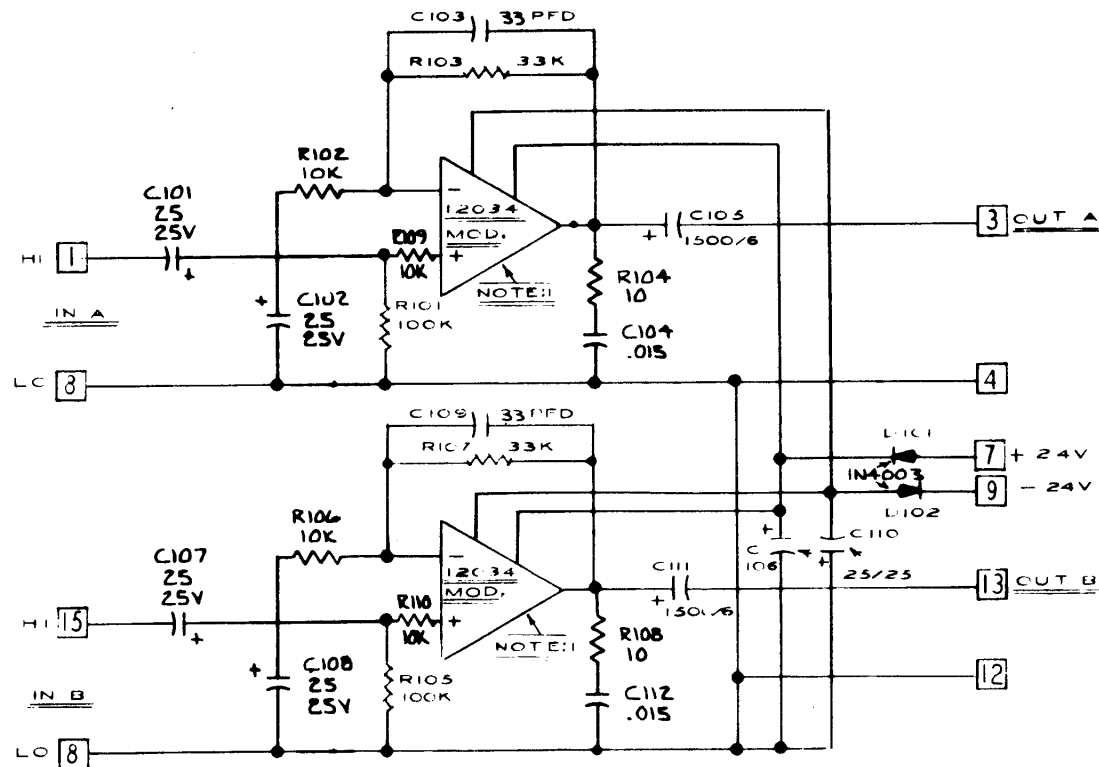 C103 33 PFD
R103 33K
R102
10K
C101
25
25V
12034
MOD.
R109
10K
NOTE:1
C105
1500/6
3 OUT A
HI 1
IN A
C102
25
25V
R101
100K
R104
10
C104
.015
LO 8
4
C109 33 PFD
R107 33K
D101
7 + 24V
1N4003
9 - 24V
D102
R106
10K
C107
25
25V
12034
MOD.
R110
10K
NOTE:1
C111
1500/6
C
106
C110
25/25
13 OUT B
HI 15
IN B
C108
25
25V
R105
100K
R108
10
C112
.015
12
LO 8